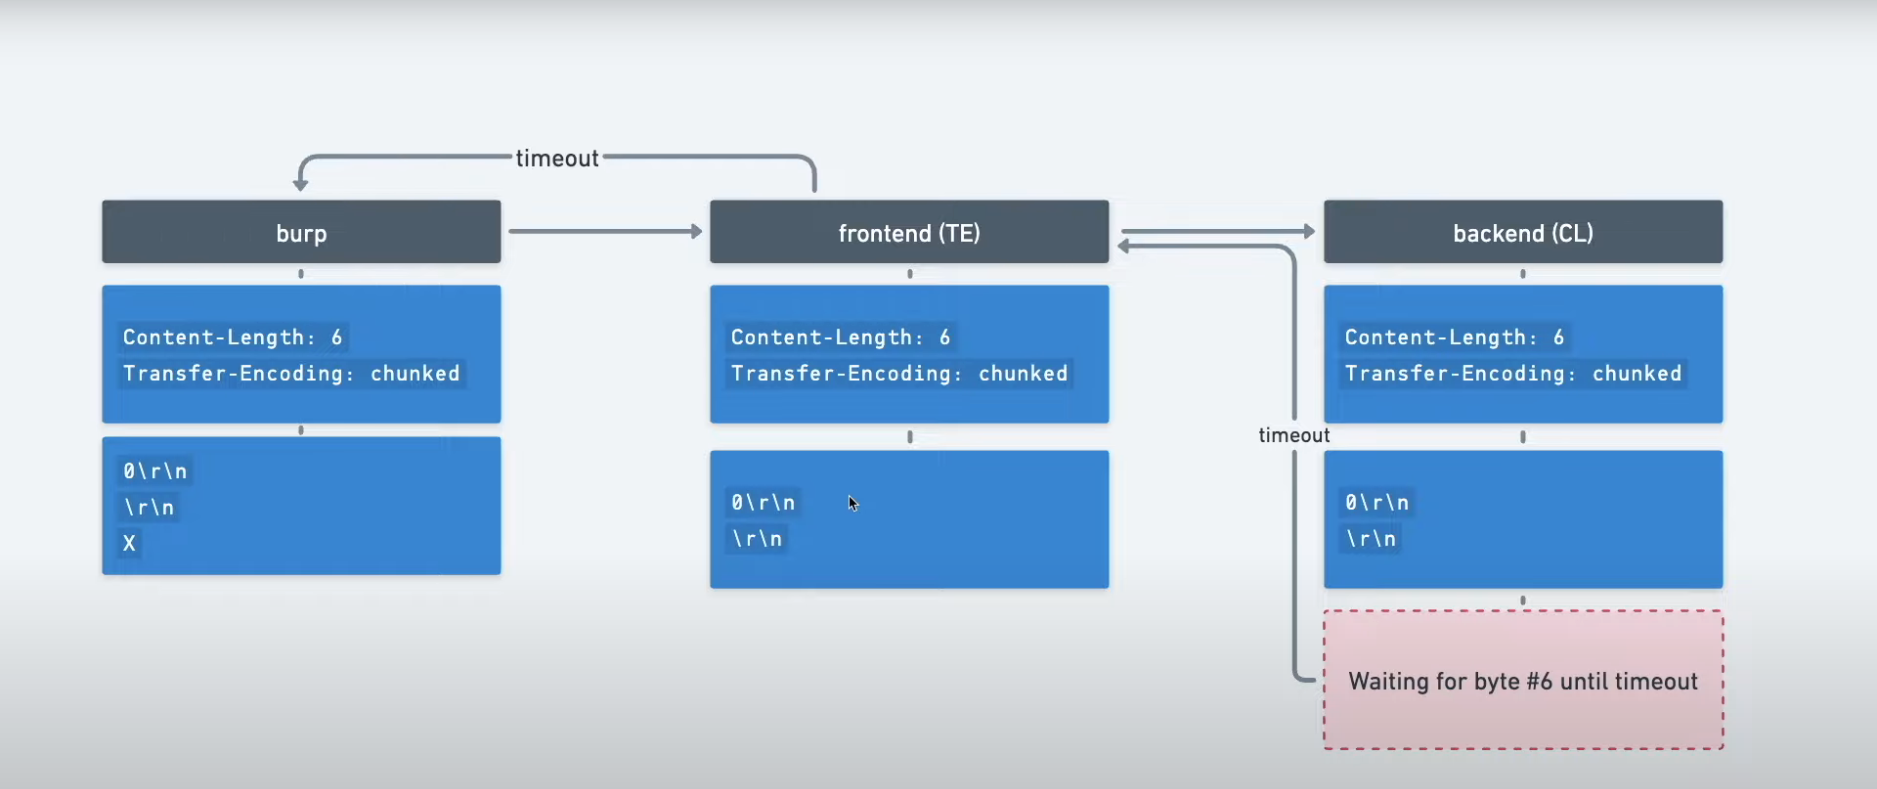 timeout
burp
frontend (TE)
backend (CL)
Content-Length: 6
Transfer-Encoding: chunked
Content-Length: 6
Transfer-Encoding: chunked
Content-Length: 6
Transfer-Encoding: chunked
timeout
0\r\n
\r\n
X
0\r\n
\r\n
0\r\n
\r\n
Waiting for byte #6 until timeout